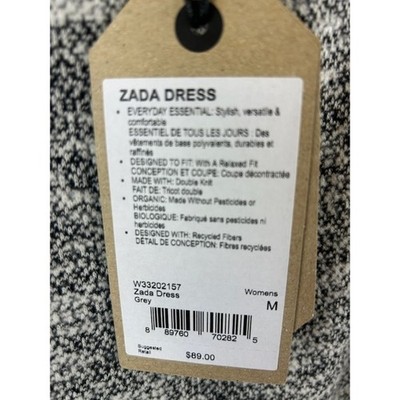 ZADA DRESS
• EVERYDAY ESSENTIAL: Stylish, versatile &
comfortable
ESSENTIEL DE TOUS LES JOURS : Des
vêtements de base polyvalents, durables et
raffinés
• DESIGNED TO FIT: With A Relaxed Fit
CONCEPTION ET COUPE: Coupe décontractée
• MADE WITH: Double Knit
FAIT DE: Tricot double
• ORGANIC: Made Without Pesticides or
Herbicides
BIOLOGIQUE: Fabriqué sans pesticides ni
herbicides
• DESIGNED WITH: Recycled Fibers
DÉTAIL DE CONCEPTION: Fibres recyclées
W33202157 Womens
Zada Dress M
Grey
8 89760 70282 5
Suggested
Retail $89.00